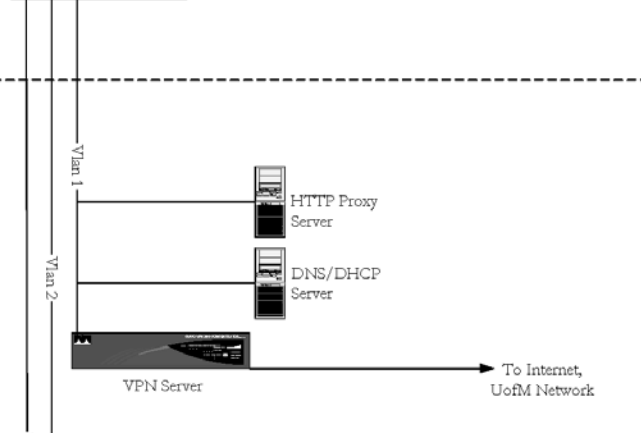 Vlan 1
HTTP Proxy
Server
Vlan 2
DNS/DHCP
Server
VPN Server
To Internet,
UofM Network